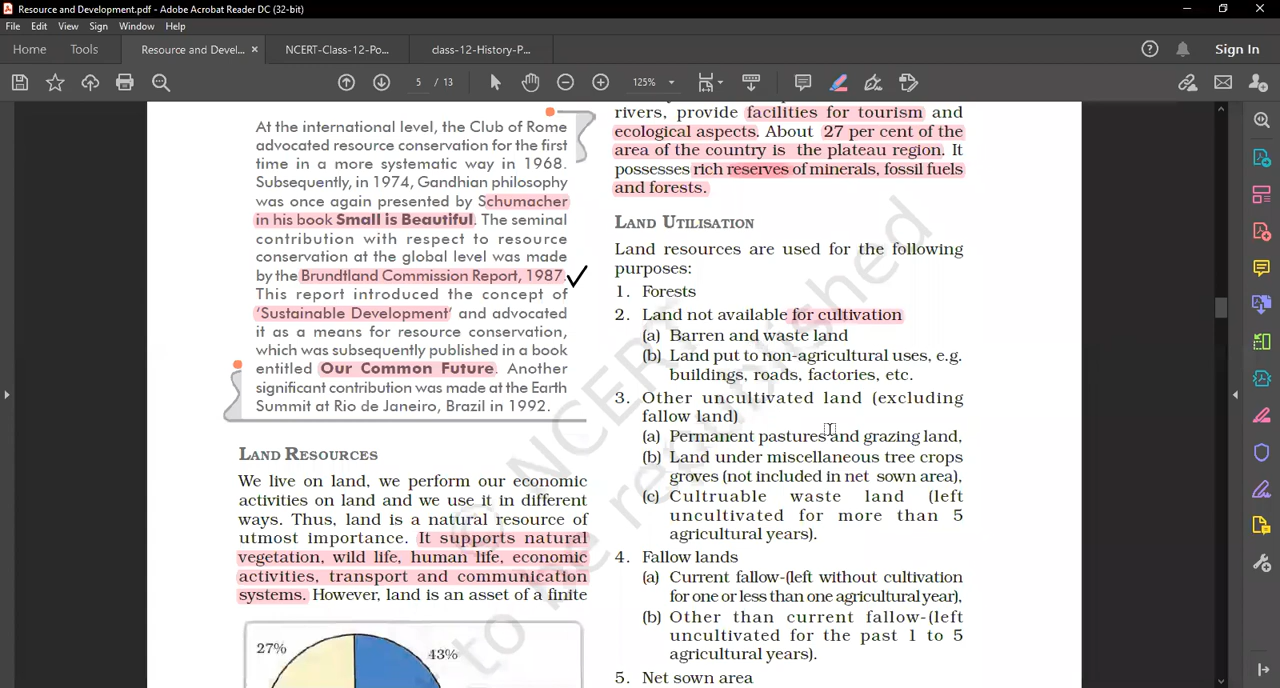 Resource and Development.pdf - Adobe Acrobat Reader DC (32-bit)
File Edit View Sign Window Help
Home Tools Resource and Devel... × NCERT-Class-12-Po... class-12-History-P... Sign In
5 / 13 125%
At the international level, the Club of Rome
advocated resource conservation for the first
time in a more systematic way in 1968.
Subsequently, in 1974, Gandhian philosophy
was once again presented by Schumacher
in his book Small is Beautiful. The seminal
contribution with respect to resource
conservation at the global level was made
by the Brundtland Commission Report, 1987.
This report introduced the concept of
‘Sustainable Development’ and advocated
it as a means for resource conservation,
which was subsequently published in a book
entitled Our Common Future. Another
significant contribution was made at the Earth
Summit at Rio de Janeiro, Brazil in 1992.
LAND RESOURCES
We live on land, we perform our economic
activities on land and we use it in different
ways. Thus, land is a natural resource of
utmost importance. It supports natural
vegetation, wild life, human life, economic
activities, transport and communication
systems. However, land is an asset of a finite
27%
43%
rivers, provide facilities for tourism and
ecological aspects. About 27 per cent of the
area of the country is the plateau region. It
possesses rich reserves of minerals, fossil fuels
and forests.
LAND UTILISATION
Land resources are used for the following
purposes:
1. Forests
2. Land not available for cultivation
(a) Barren and waste land
(b) Land put to non-agricultural uses, e.g.
buildings, roads, factories, etc.
3. Other uncultivated land (excluding
fallow land)
(a) Permanent pastures and grazing land,
(b) Land under miscellaneous tree crops
groves (not included in net sown area),
(c) Cultruable waste land (left
uncultivated for more than 5
agricultural years).
4. Fallow lands
(a) Current fallow-(left without cultivation
for one or less than one agricultural year),
(b) Other than current fallow-(left
uncultivated for the past 1 to 5
agricultural years).
5. Net sown area
© NCERT
to be republished